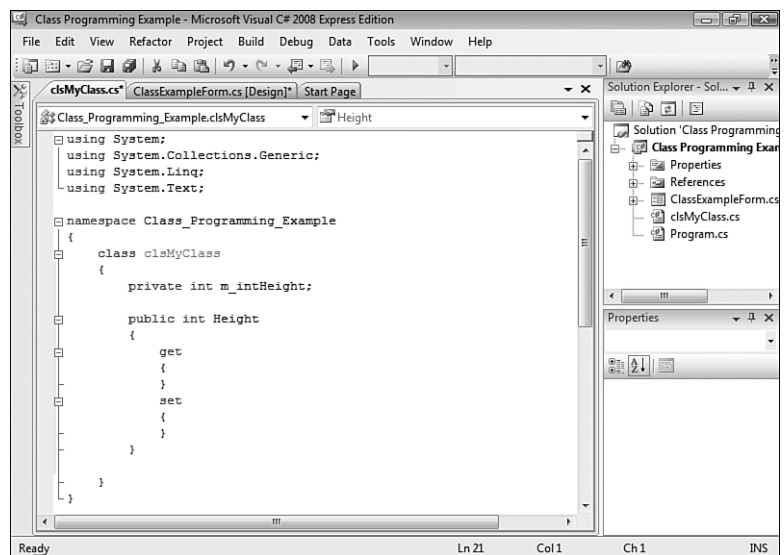 Class Programming Example - Microsoft Visual C# 2008 Express Edition
File Edit View Refactor Project Build Debug Data Tools Window Help
Toolbox
clsMyClass.cs* ClassExampleForm.cs [Design]* Start Page
Class_Programming_Example.clsMyClass Height
using System;
using System.Collections.Generic;
using System.Linq;
using System.Text;
namespace Class_Programming_Example
{
class clsMyClass
{
private int m_intHeight;
public int Height
{
get
{
}
set
{
}
}
}
}
Solution Explorer - Sol...
Solution 'Class Programming
Class Programming Exar
Properties
References
ClassExampleForm.cs
clsMyClass.cs
Program.cs
Properties
Ready Ln 21 Col 1 Ch 1 INS